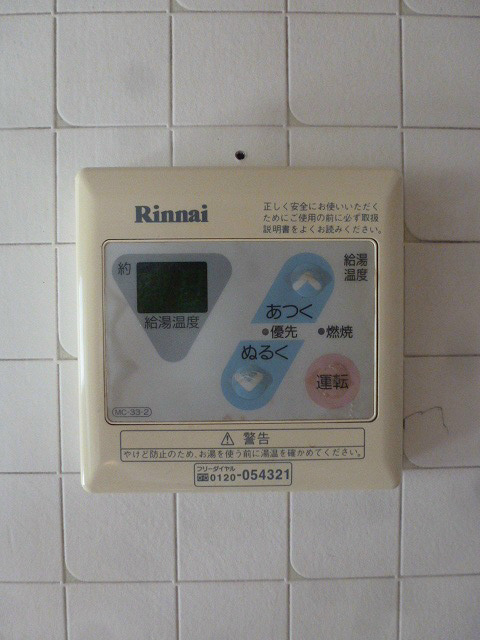 Rinnai
正しく安全にお使いいただく
ためにご使用の前に必ず取扱
説明書をよくお読みください。
約
給湯温度
給湯
温度
あつく
●優先 ●燃焼
ぬるく
運転
MC-33-2
⚠ 警告
やけど防止のため、お湯を使う前に湯温を確かめてください。
フリーダイヤル
0120-054321